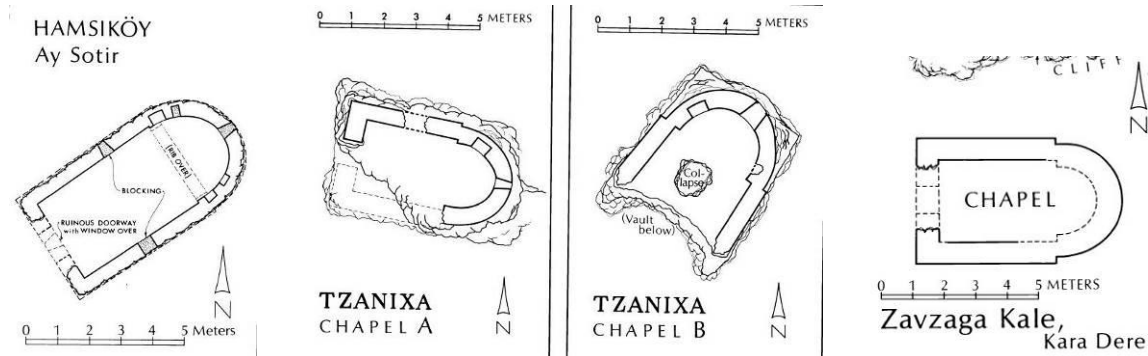 HAMSIKÖY
Ay Sotir
RIB OVER
BLOCKING
RUINOUS DOORWAY
with WINDOW OVER
N
0 1 2 3 4 5 Meters
0 1 2 3 4 5 METERS
TZANIXA
CHAPEL A
N
0 1 2 3 4 5 METERS
Col-
lapse
(Vault
below)
TZANIXA
CHAPEL B
N
CLIFF
N
CHAPEL
0 1 2 3 4 5 METERS
Zavzaga Kale,
Kara Dere